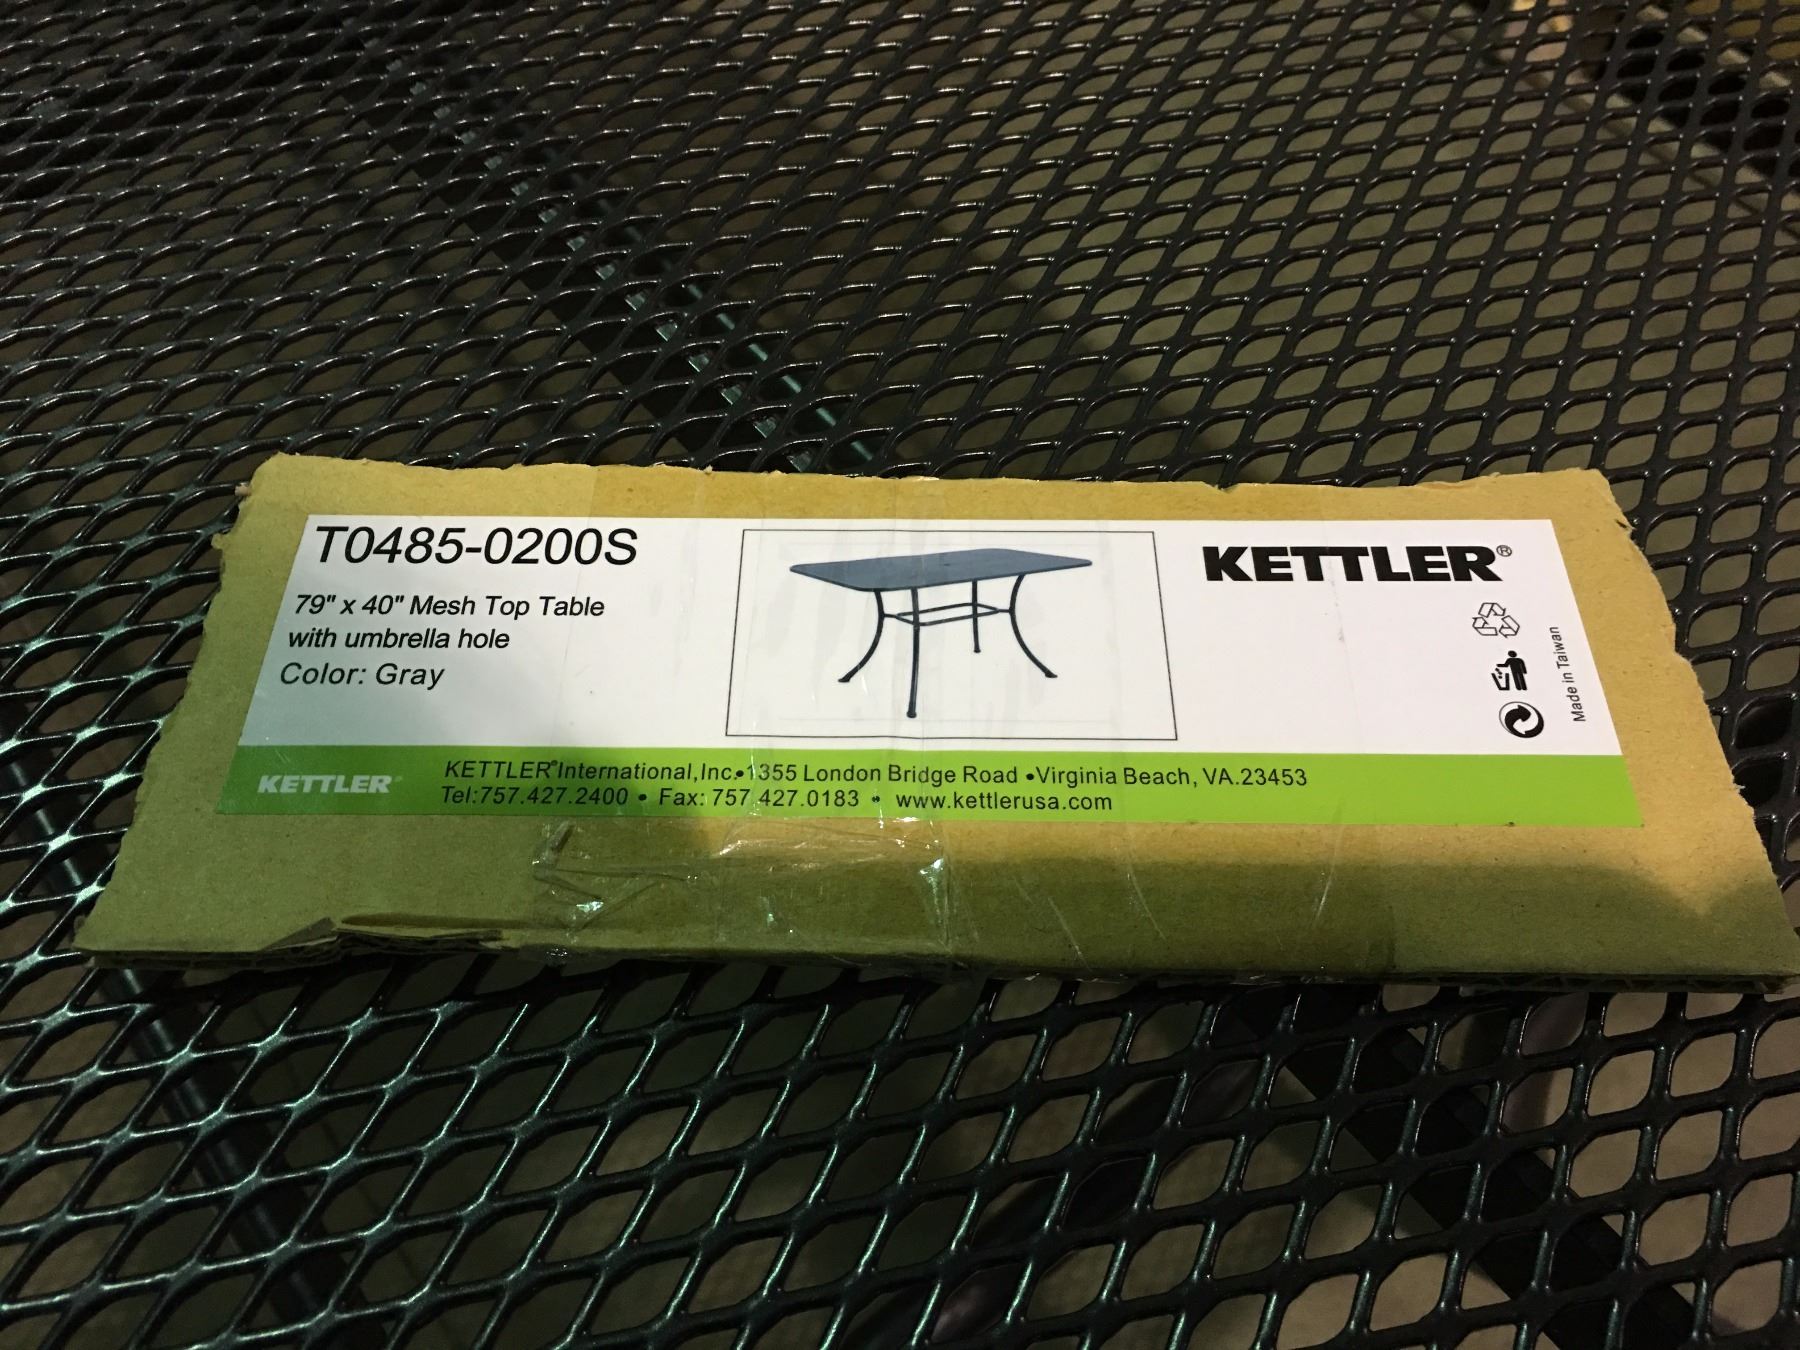 T0485-0200S
79" x 40" Mesh Top Table
with umbrella hole
Color: Gray
KETTLER®
Made in Taiwan
KETTLER®
KETTLER® International,Inc.•1355 London Bridge Road •Virginia Beach, VA.23453
Tel:757.427.2400 • Fax: 757.427.0183 • www.kettlerusa.com